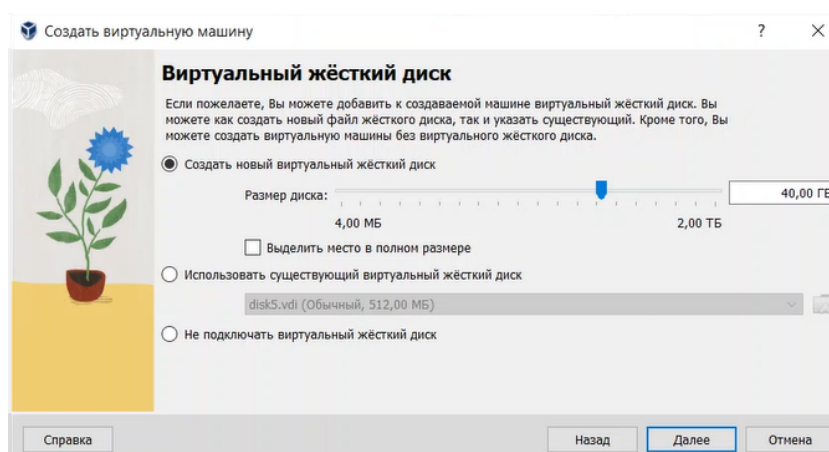 Создать виртуальную машину
?
Виртуальный жёсткий диск
Если пожелаете, Вы можете добавить к создаваемой машине виртуальный жёсткий диск. Вы
можете как создать новый файл жёсткого диска, так и указать существующий. Кроме того, Вы
можете создать виртуальную машины без виртуального жёсткого диска.
Создать новый виртуальный жёсткий диск
Размер диска:
40,00 ГБ
4,00 МБ
2,00 ТБ
Выделить место в полном размере
Использовать существующий виртуальный жёсткий диск
disk5.vdi (Обычный, 512,00 МБ)
Не подключать виртуальный жёсткий диск
Справка
Назад
Далее
Отмена